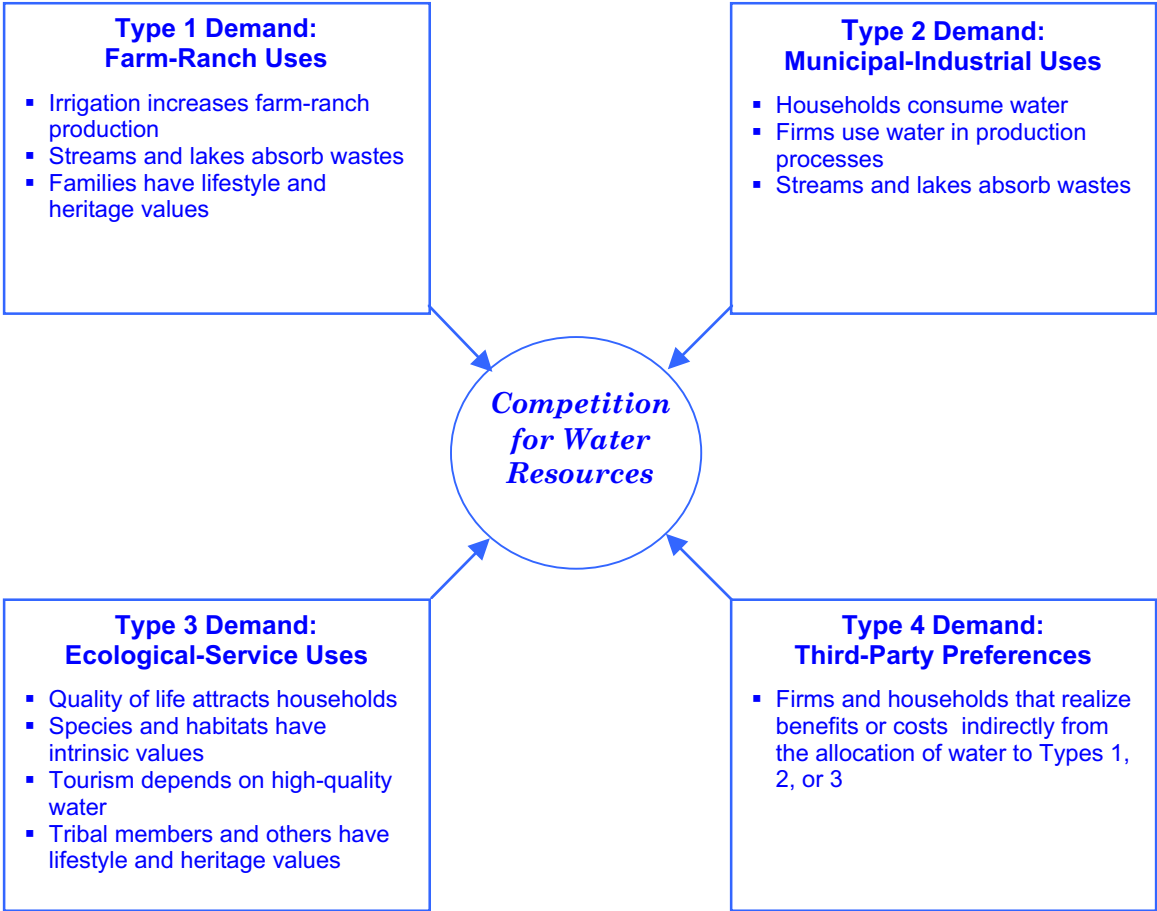 Type 1 Demand:
Farm-Ranch Uses
▪ Irrigation increases farm-ranch
production
▪ Streams and lakes absorb wastes
▪ Families have lifestyle and
heritage values
Type 2 Demand:
Municipal-Industrial Uses
▪ Households consume water
▪ Firms use water in production
processes
▪ Streams and lakes absorb wastes
Competition
for Water
Resources
Type 3 Demand:
Ecological-Service Uses
▪ Quality of life attracts households
▪ Species and habitats have
intrinsic values
▪ Tourism depends on high-quality
water
▪ Tribal members and others have
lifestyle and heritage values
Type 4 Demand:
Third-Party Preferences
▪ Firms and households that realize
benefits or costs indirectly from
the allocation of water to Types 1,
2, or 3